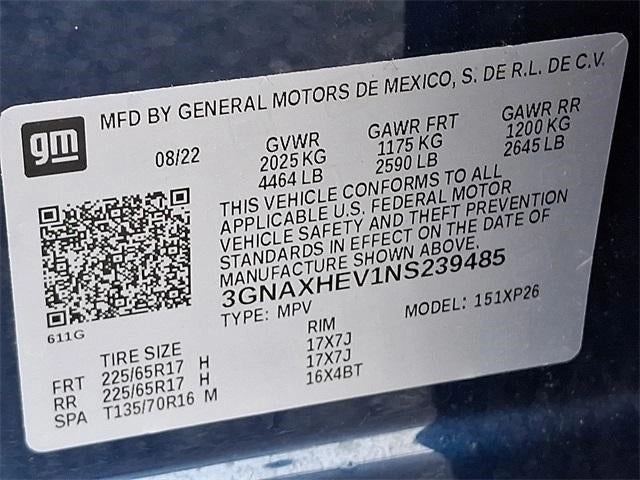 gm
MFD BY GENERAL MOTORS DE MEXICO, S. DE R.L. DE C.V.
08/22
GVWR
2025 KG
4464 LB
GAWR FRT
1175 KG
2590 LB
GAWR RR
1200 KG
2645 LB
THIS VEHICLE CONFORMS TO ALL
APPLICABLE U.S. FEDERAL MOTOR
VEHICLE SAFETY AND THEFT PREVENTION
STANDARDS IN EFFECT ON THE DATE OF
MANUFACTURE SHOWN ABOVE.
3GNAXHEV1NS239485
TYPE: MPV
MODEL: 151XP26
611G
TIRE SIZE RIM
FRT 225/65R17 H 17X7J
RR 225/65R17 H 17X7J
SPA T135/70R16 M 16X4BT